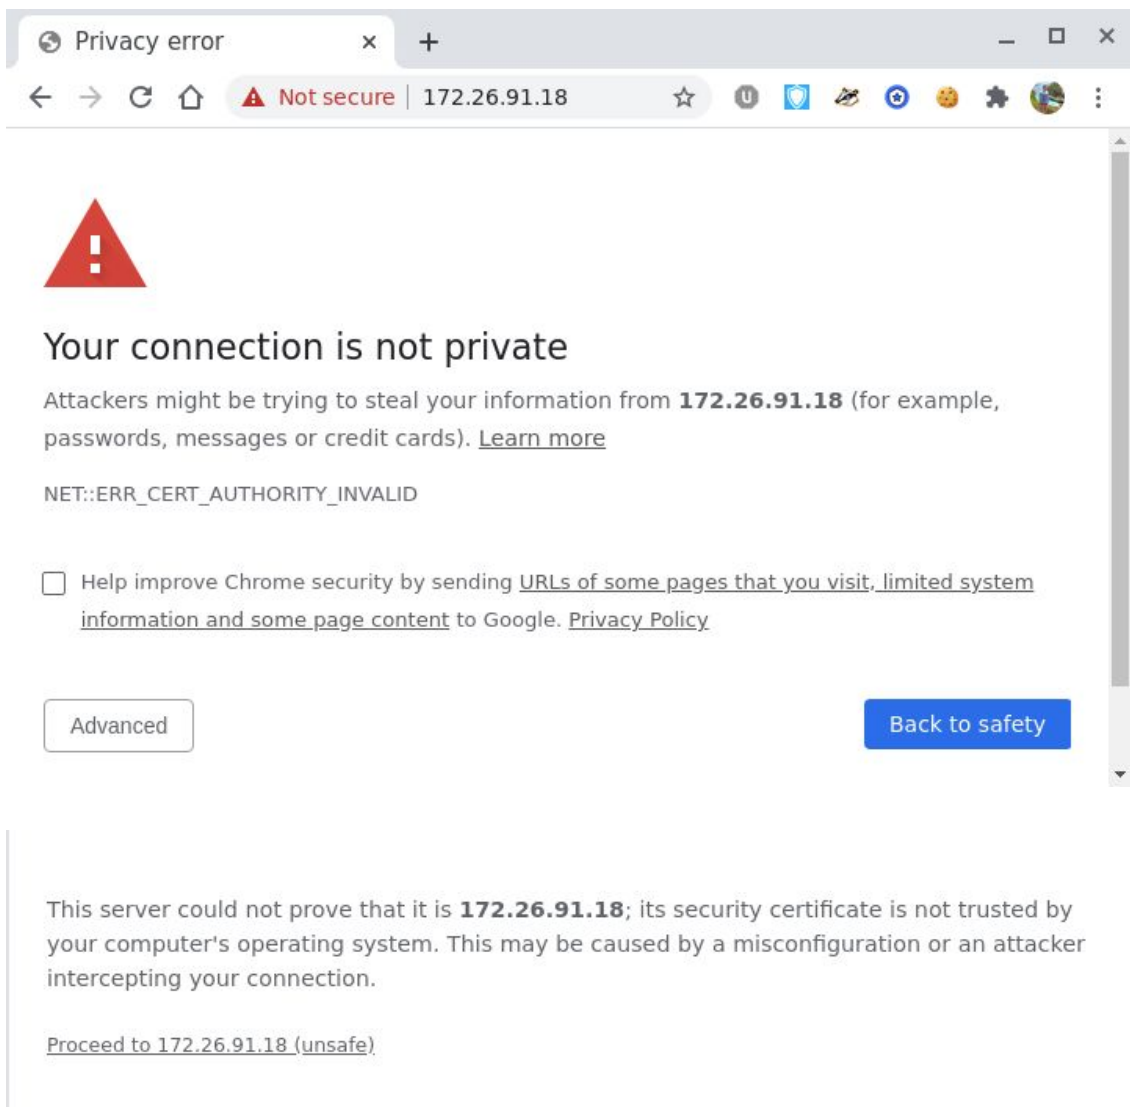 Privacy error
Not secure 172.26.91.18
Your connection is not private
Attackers might be trying to steal your information from 172.26.91.18 (for example,
passwords, messages or credit cards). Learn more
NET::ERR_CERT_AUTHORITY_INVALID
Help improve Chrome security by sending URLs of some pages that you visit, limited system
information and some page content to Google. Privacy Policy
Advanced
Back to safety
This server could not prove that it is 172.26.91.18; its security certificate is not trusted by
your computer's operating system. This may be caused by a misconfiguration or an attacker
intercepting your connection.
Proceed to 172.26.91.18 (unsafe)